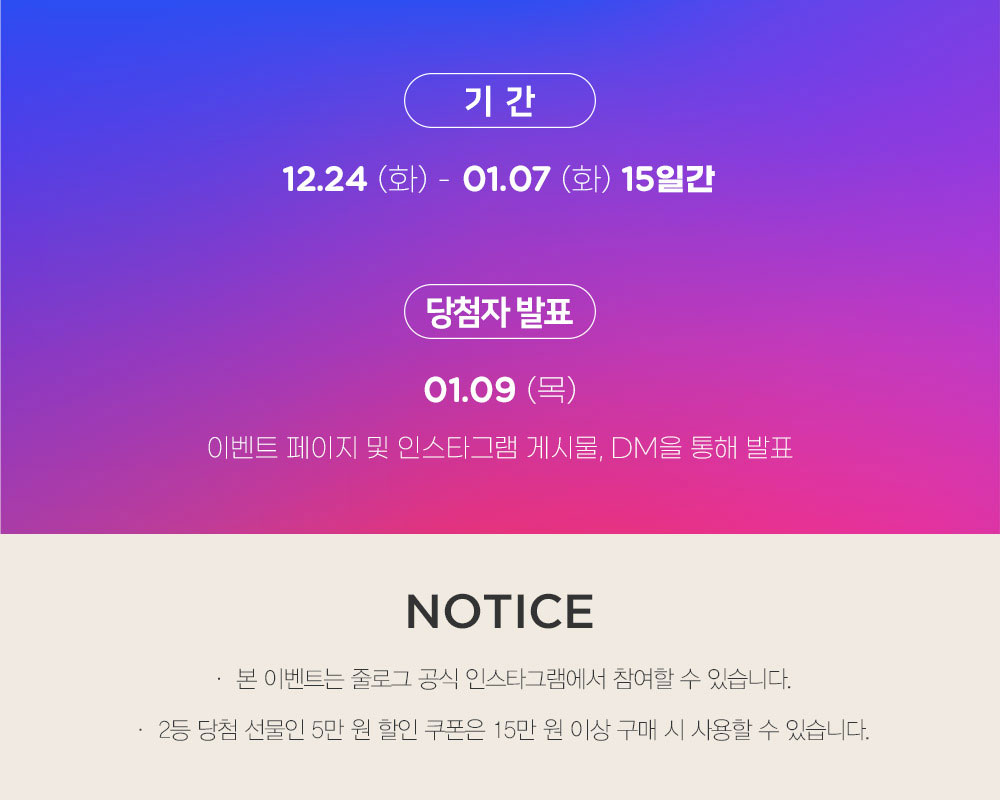 기 간
12.24 (화) - 01.07 (화) 15일간
당첨자 발표
01.09 (목)
이벤트 페이지 및 인스타그램 게시물, DM을 통해 발표
NOTICE
· 본 이벤트는 줄로그 공식 인스타그램에서 참여할 수 있습니다.
· 2등 당첨 선물인 5만 원 할인 쿠폰은 15만 원 이상 구매 시 사용할 수 있습니다.